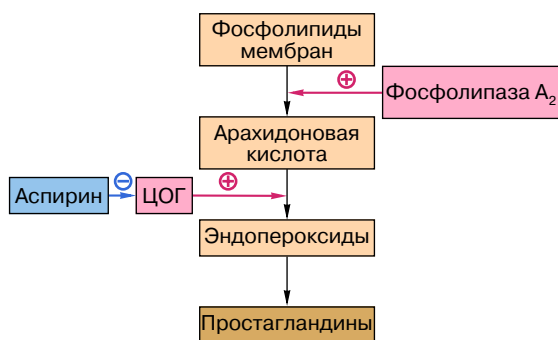 Фосфолипиды
мембран
⊕
Фосфолипаза А₂
Арахидоновая
кислота
Аспирин
⊖
ЦОГ
⊕
Эндопероксиды
Простагландины